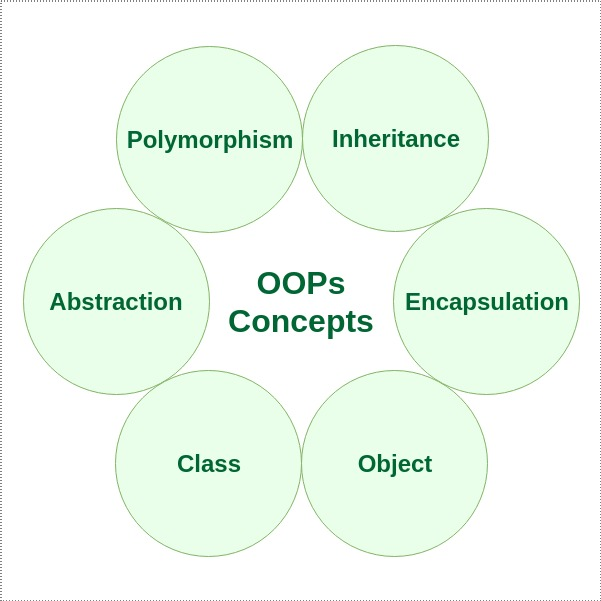 Polymorphism
Inheritance
Abstraction
OOPs
Concepts
Encapsulation
Class
Object